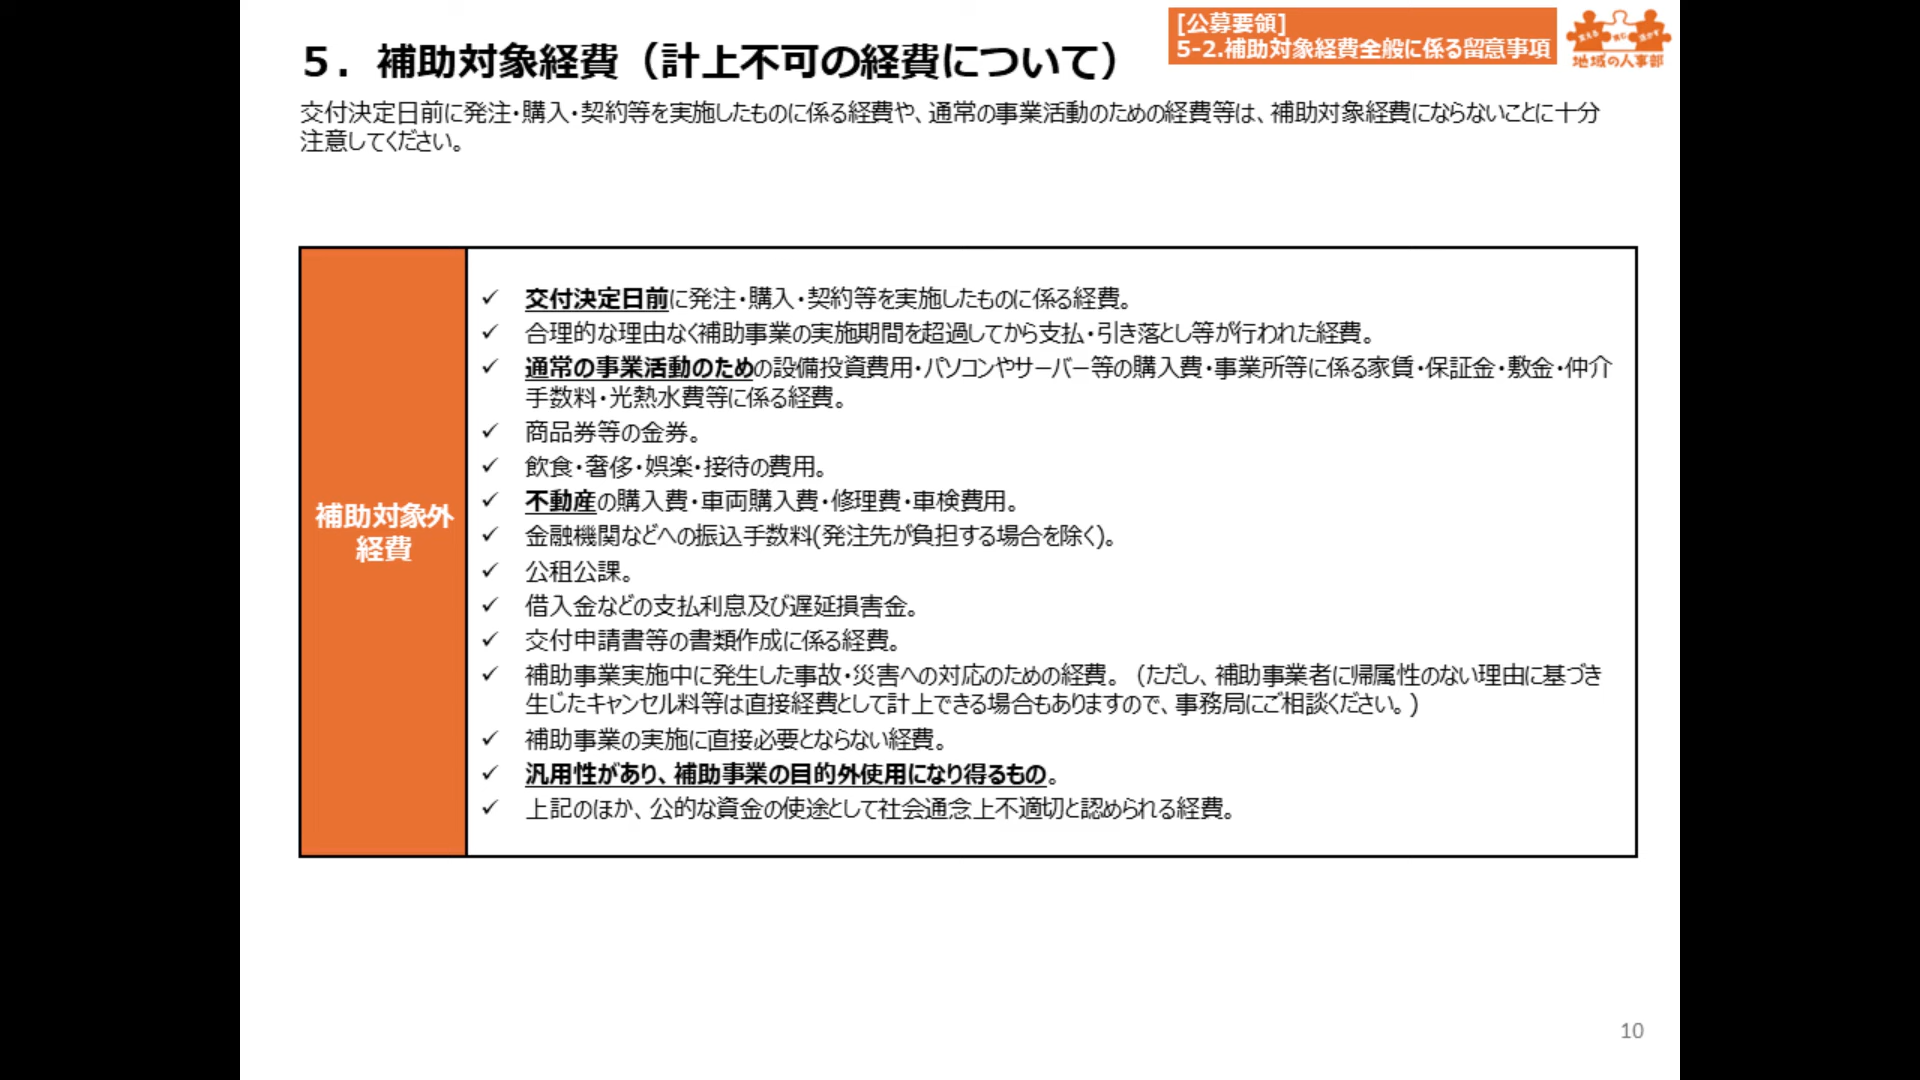 [公募要領]
5-2.補助対象経費全般に係る留意事項
地域の人事部
５．補助対象経費（計上不可の経費について）
交付決定日前に発注・購入・契約等を実施したものに係る経費や、通常の事業活動のための経費等は、補助対象経費にならないことに十分
注意してください。
補助対象外
経費
✓ 交付決定日前に発注・購入・契約等を実施したものに係る経費。
✓ 合理的な理由なく補助事業の実施期間を超過してから支払・引き落とし等が行われた経費。
✓ 通常の事業活動のための設備投資費用・パソコンやサーバー等の購入費・事業所等に係る家賃・保証金・敷金・仲介
手数料・光熱水費等に係る経費。
✓ 商品券等の金券。
✓ 飲食・奢侈・娯楽・接待の費用。
✓ 不動産の購入費・車両購入費・修理費・車検費用。
✓ 金融機関などへの振込手数料(発注先が負担する場合を除く)。
✓ 公租公課。
✓ 借入金などの支払利息及び遅延損害金。
✓ 交付申請書等の書類作成に係る経費。
✓ 補助事業実施中に発生した事故・災害への対応のための経費。（ただし、補助事業者に帰属性のない理由に基づき
生じたキャンセル料等は直接経費として計上できる場合もありますので、事務局にご相談ください。)
✓ 補助事業の実施に直接必要とならない経費。
✓ 汎用性があり、補助事業の目的外使用になり得るもの。
✓ 上記のほか、公的な資金の使途として社会通念上不適切と認められる経費。
10